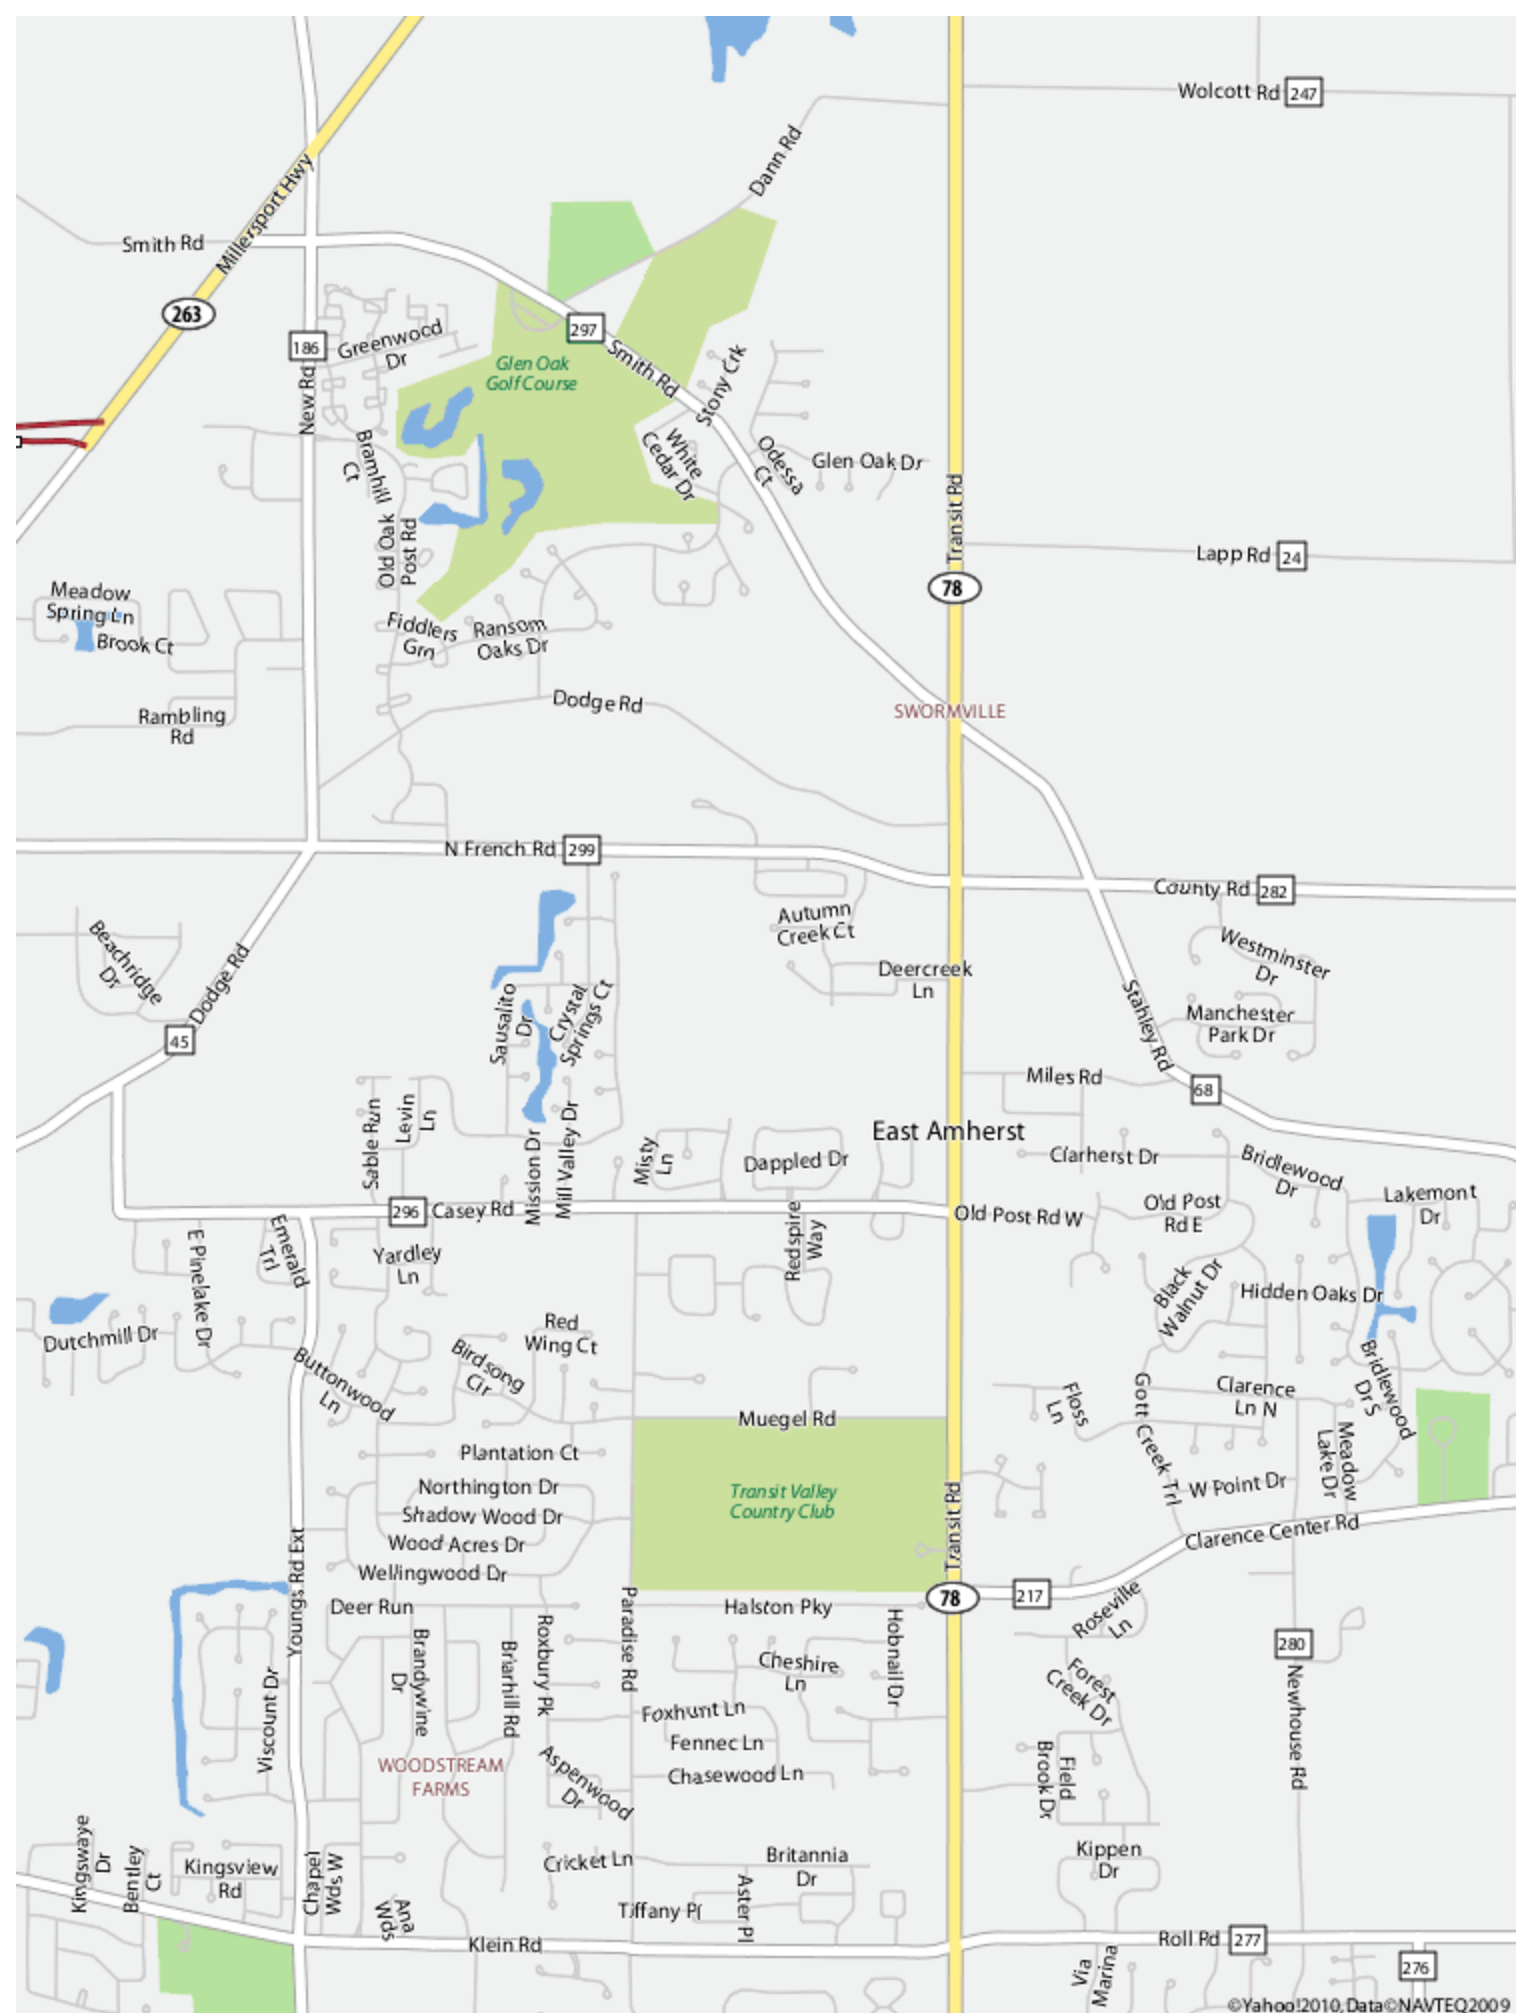 Wolcott Rd 247
Dann Rd
Millersport Hwy
Smith Rd
263
297
186
Greenwood
Dr
Glen Oak
Golf Course
Smith Rd
Stony Crk
New Rd
Bramhill
Ct
White
Cedar Dr
Odessa
Ct
Glen Oak Dr
Transit Rd
Old Oak
Post Rd
Lapp Rd 24
78
Meadow
Spring Ln
Brook Ct
Fiddlers
Grn
Ransom
Oaks Dr
Dodge Rd
SWORMVILLE
Rambling
Rd
N French Rd 299
County Rd 282
Autumn
Creek Ct
Beachridge
Dr
Dodge Rd
Westminster
Dr
Deercreek
Ln
Sausalito
Dr
Crystal
Springs Ct
Stahley Rd
Manchester
Park Dr
45
Miles Rd
68
Sable Run
Levin
Ln
East Amherst
Mission Dr
Mill Valley Dr
Misty
Ln
Dappled Dr
Clarherst Dr
Bridlewood
Dr
Lakemont
Dr
296 Casey Rd
Old Post Rd W
Old Post
Rd E
E Pinelake Dr
Emerald
Trl
Yardley
Ln
Redspire
Way
Black
Walnut Dr
Hidden Oaks Dr
Dutchmill Dr
Red
Wing Ct
Birdsong
Cir
Buttonwood
Ln
Bridlewood
Dr S
Floss
Ln
Gott Creek Trl
Clarence
Ln N
Muegel Rd
Meadow
Lake Dr
Plantation Ct
Northington Dr
Transit Valley
Country Club
W Point Dr
Shadow Wood Dr
Transit Rd
Clarence Center Rd
Wood Acres Dr
Youngs Rd Ext
Wellingwood Dr
78
217
Deer Run
Paradise Rd
Halston Pky
Roseville
Ln
Hobnail Dr
Roxbury Pk
Brandywine
Dr
Briarhill Rd
280
Cheshire
Ln
Viscount Dr
Forest
Creek Dr
Newhouse Rd
Foxhunt Ln
Fennec Ln
WOODSTREAM
FARMS
Aspenwood
Dr
Chasewood Ln
Field
Brook Dr
Kingsweye
Dr
Bentley
Ct
Kingsview
Rd
Chapel
Wds W
Cricket Ln
Britannia
Dr
Kippen
Dr
Ana
Wds
Tiffany Pl
Aster Pl
Klein Rd
Roll Rd 277
Via
Marina
276
©Yahoo!2010,Data©NAVTEQ2009